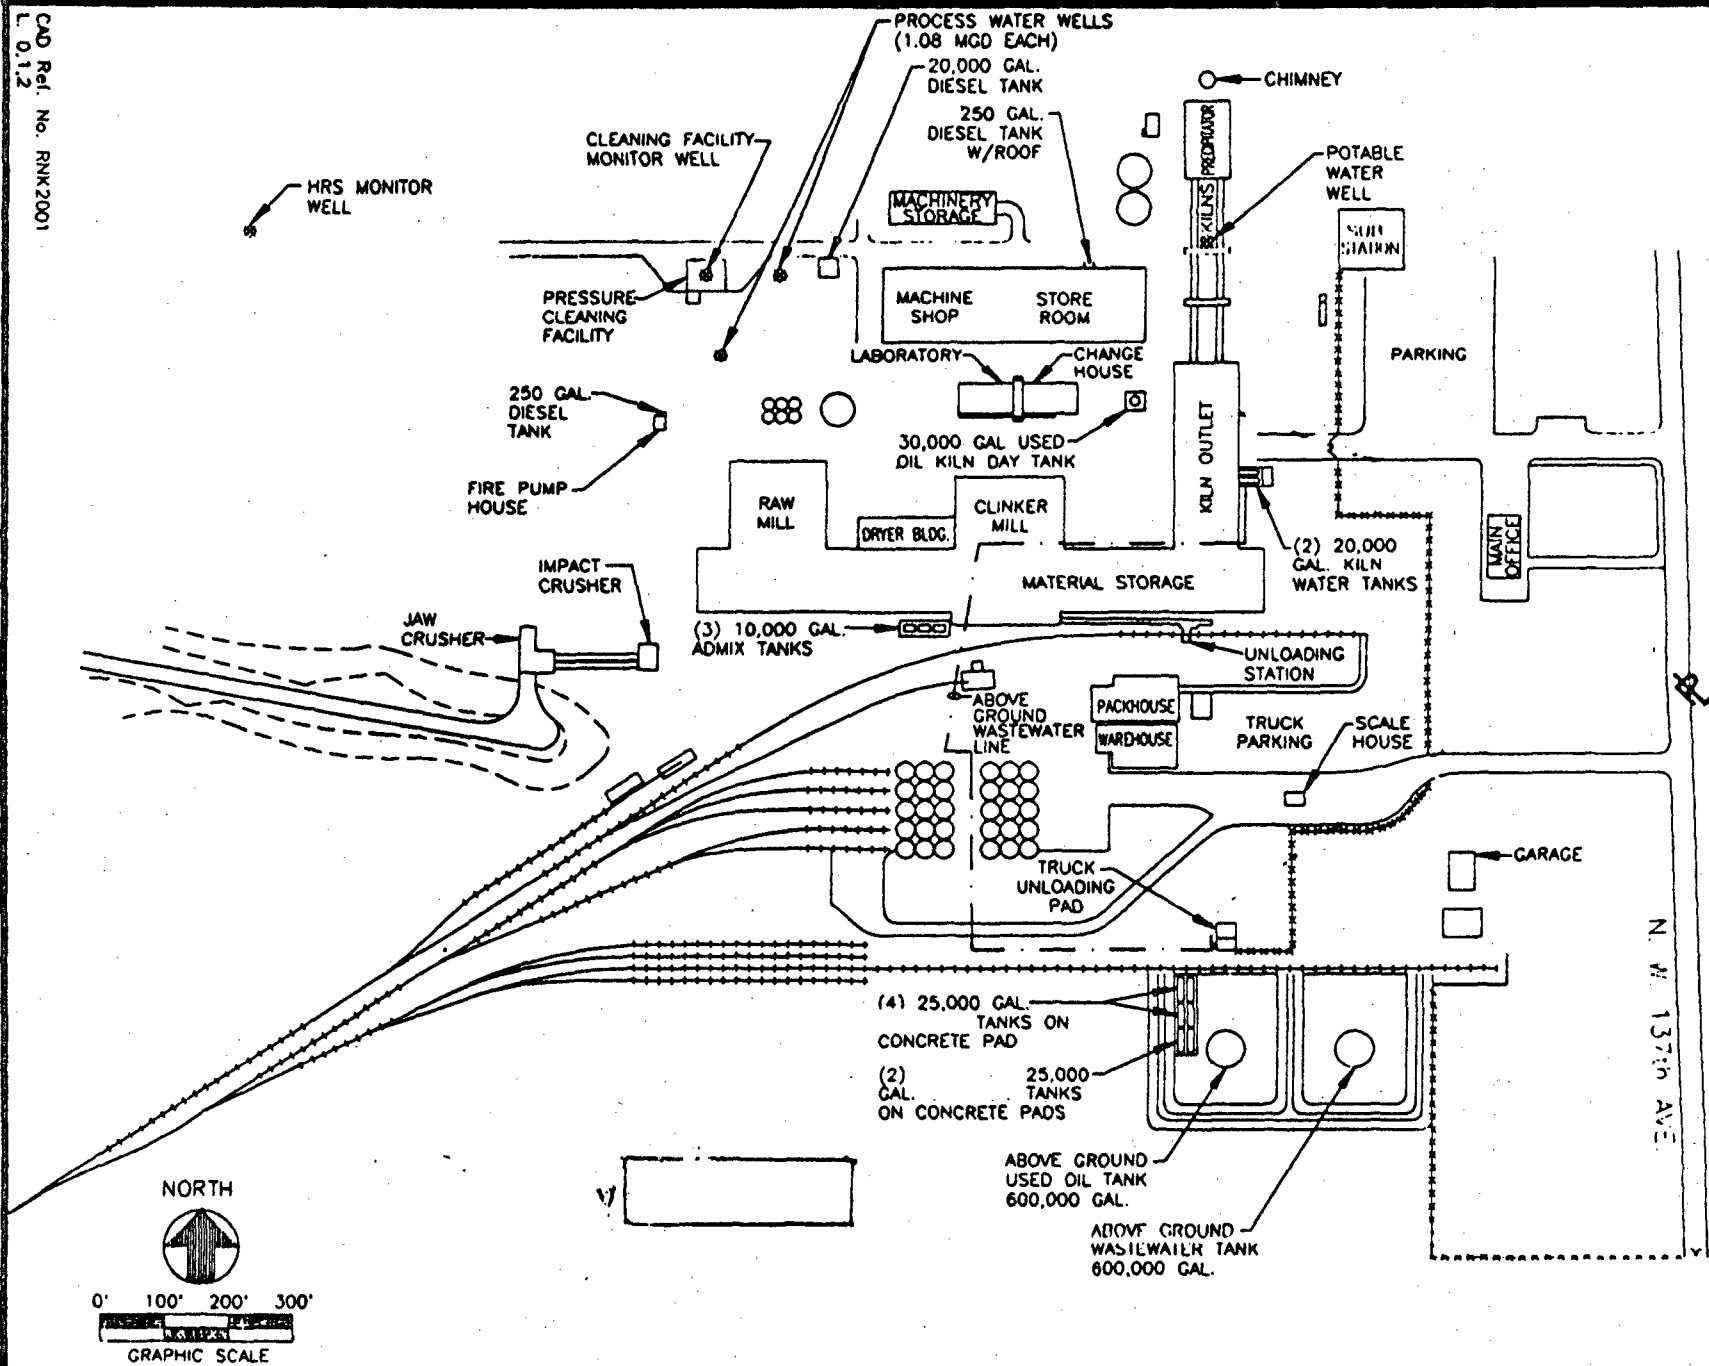 CAD Ref. No. RNK2001
L 0.1.2
PROCESS WATER WELLS
(1.08 MGD EACH)
20,000 GAL.
DIESEL TANK
250 GAL.
DIESEL TANK
W/ROOF
CHIMNEY
CLEANING FACILITY
MONITOR WELL
HRS MONITOR
WELL
PRECIPITATOR
KILNS
POTABLE
WATER
WELL
MACHINERY
STORAGE
SUB
STATION
PRESSURE
CLEANING
FACILITY
MACHINE
SHOP
STORE
ROOM
LABORATORY
CHANGE
HOUSE
PARKING
250 GAL.
DIESEL
TANK
30,000 GAL USED
OIL KILN DAY TANK
KILN OUTLET
FIRE PUMP
HOUSE
RAW
MILL
DRYER BLDG.
CLINKER
MILL
MAIN
OFFICE
(2) 20,000
GAL. KILN
WATER TANKS
IMPACT
CRUSHER
MATERIAL STORAGE
JAW
CRUSHER
(3) 10,000 GAL.
ADMIX TANKS
UNLOADING
STATION
ABOVE
GROUND
WASTEWATER
LINE
PACKHOUSE
WAREHOUSE
TRUCK
PARKING
SCALE
HOUSE
TRUCK
UNLOADING
PAD
GARAGE
N. W. 137th AVE
(4) 25,000 GAL.
TANKS ON
CONCRETE PAD
(2) 25,000
GAL. TANKS
ON CONCRETE PADS
ABOVE GROUND
USED OIL TANK
600,000 GAL.
ABOVE GROUND
WASTEWATER TANK
600,000 GAL.
NORTH
0' 100' 200' 300'
GRAPHIC SCALE